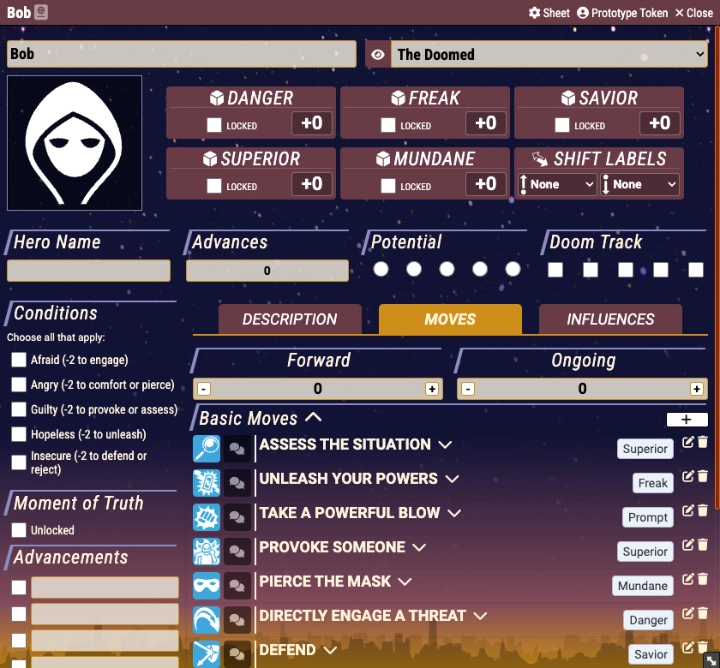 Bob
Sheet
Prototype Token
Close
Bob
The Doomed
DANGER
LOCKED
+0
FREAK
LOCKED
+0
SAVIOR
LOCKED
+0
SUPERIOR
LOCKED
+0
MUNDANE
LOCKED
+0
SHIFT LABELS
None
None
Hero Name
Advances
0
Potential
Doom Track
Conditions
Choose all that apply:
Afraid (-2 to engage)
Angry (-2 to comfort or pierce)
Guilty (-2 to provoke or assess)
Hopeless (-2 to unleash)
Insecure (-2 to defend or
reject)
Moment of Truth
Unlocked
Advancements
DESCRIPTION
MOVES
INFLUENCES
Forward
- 0 +
Ongoing
- 0 +
Basic Moves
+
ASSESS THE SITUATION
Superior
UNLEASH YOUR POWERS
Freak
TAKE A POWERFUL BLOW
Prompt
PROVOKE SOMEONE
Superior
PIERCE THE MASK
Mundane
DIRECTLY ENGAGE A THREAT
Danger
DEFEND
Savior